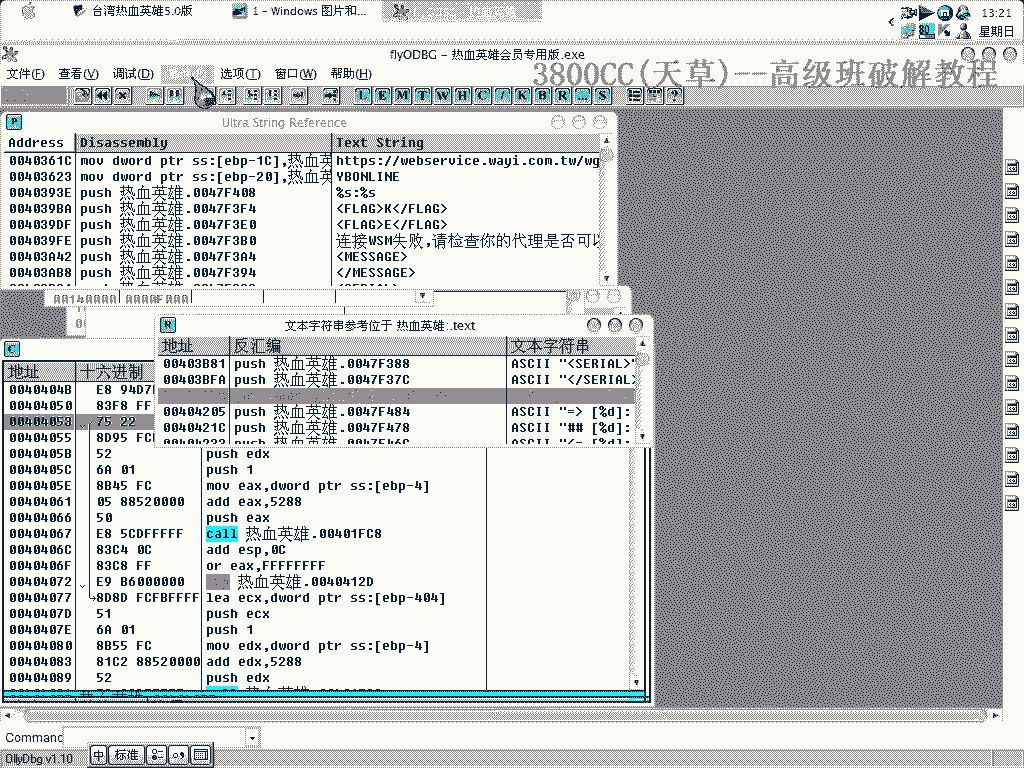 台湾热血英雄5.0版
1 - Windows 图片和...
13:21
星期日
flyODBG - 热血英雄会员专用版.exe
文件(F) 查看(V) 调试(D) 选项(T) 窗口(W) 帮助(H)
3800CC(天草)--高级班破解教程
L E M T W H C / K B R ... S
Ultra String Reference
Address Disassembly Text String
0040361C mov dword ptr ss:[ebp-1C],热血英 https://webservice.wayi.com.tw/wg
00403623 mov dword ptr ss:[ebp-20],热血英 YBONLINE
0040393E push 热血英雄.0047F408 %s:%s
004039BA push 热血英雄.0047F3F4 <FLAG>K</FLAG>
004039DF push 热血英雄.0047F3E0 <FLAG>E</FLAG>
004039FE push 热血英雄.0047F3B0 连接WSM失败,请检查你的代理是否可以
00403A42 push 热血英雄.0047F3A4 <MESSAGE>
00403AB8 push 热血英雄.0047F394 </MESSAGE>
文本字符串参考位于 热血英雄:.text
地址 反汇编 文本字符串
00403B81 push 热血英雄.0047F388 ASCII "<SERIAL>"
00403BFA push 热血英雄.0047F37C ASCII "</SERIAL>
00404205 push 热血英雄.0047F484 ASCII "=> [%d]:
0040421C push 热血英雄.0047F478 ASCII "## [%d]:
地址 十六进制
0040404B E8 94D7
00404050 83F8 FF
00404053 75 22
00404055 8D95 FCF
0040405B 52 push edx
0040405C 6A 01 push 1
0040405E 8B45 FC mov eax,dword ptr ss:[ebp-4]
00404061 05 88520000 add eax,5288
00404066 50 push eax
00404067 E8 5CDFFFFF call 热血英雄.00401FC8
0040406C 83C4 0C add esp,0C
0040406F 83C8 FF or eax,FFFFFFFF
00404072 E9 B6000000 热血英雄.0040412D
00404077 8D8D FCFBFFFF lea ecx,dword ptr ss:[ebp-404]
0040407D 51 push ecx
0040407E 6A 01 push 1
00404080 8B55 FC mov edx,dword ptr ss:[ebp-4]
00404083 81C2 88520000 add edx,5288
00404089 52 push edx
Command
OllyDbg v1.10
中 标准